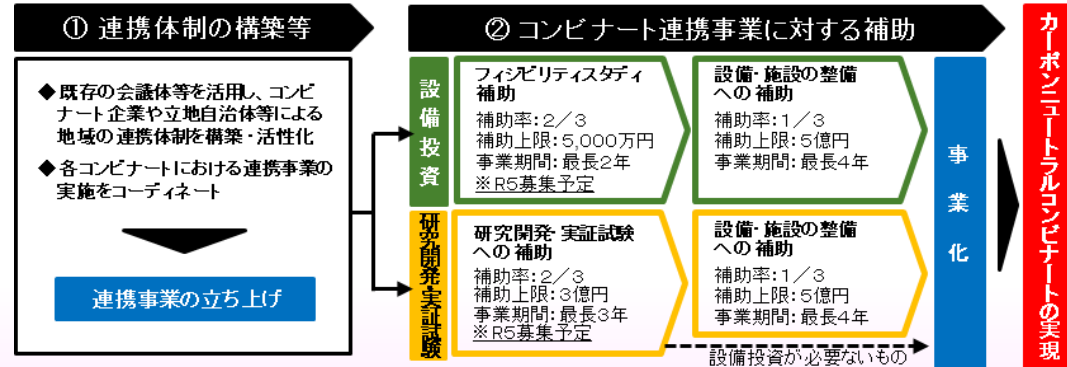 ① 連携体制の構築等
◆既存の会議体等を活用し、コンビ
ナート企業や立地自治体等による
地域の連携体制を構築・活性化
◆各コンビナートにおける連携事業の
実施をコーディネート
連携事業の立ち上げ
② コンビナート連携事業に対する補助
設備投資
フィジビリティスタディ
補助
補助率：2／3
補助上限：5,000万円
事業期間：最長2年
※R5募集予定
設備・施設の整備
への補助
補助率：1／3
補助上限：5億円
事業期間：最長4年
研究開発・実証試験
研究開発・実証試験
への補助
補助率：2／3
補助上限：3億円
事業期間：最長3年
※R5募集予定
設備・施設の整備
への補助
補助率：1／3
補助上限：5億円
事業期間：最長4年
設備投資が必要ないもの
事業化
カーボンニュートラルコンビナートの実現